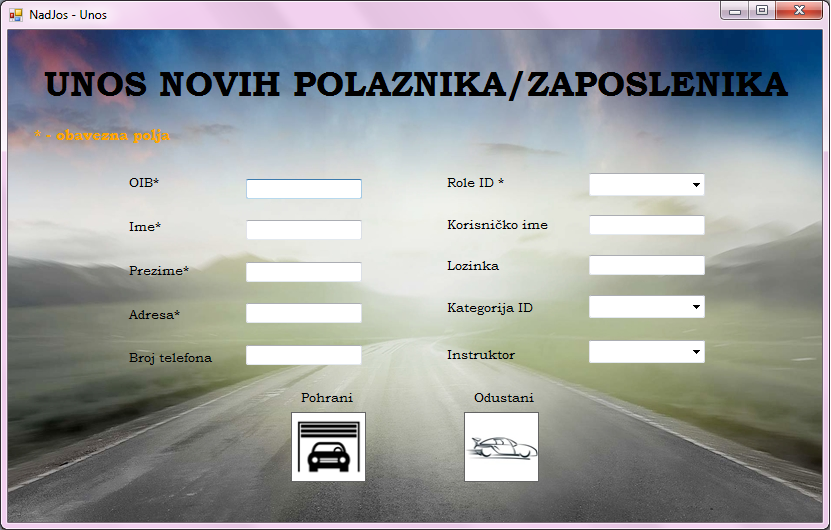 NadJos - Unos
UNOS NOVIH POLAZNIKA/ZAPOSLENIKA
* - obavezna polja
OIB*
Ime*
Prezime*
Adresa*
Broj telefona
Role ID *
Korisničko ime
Lozinka
Kategorija ID
Instruktor
Pohrani
Odustani